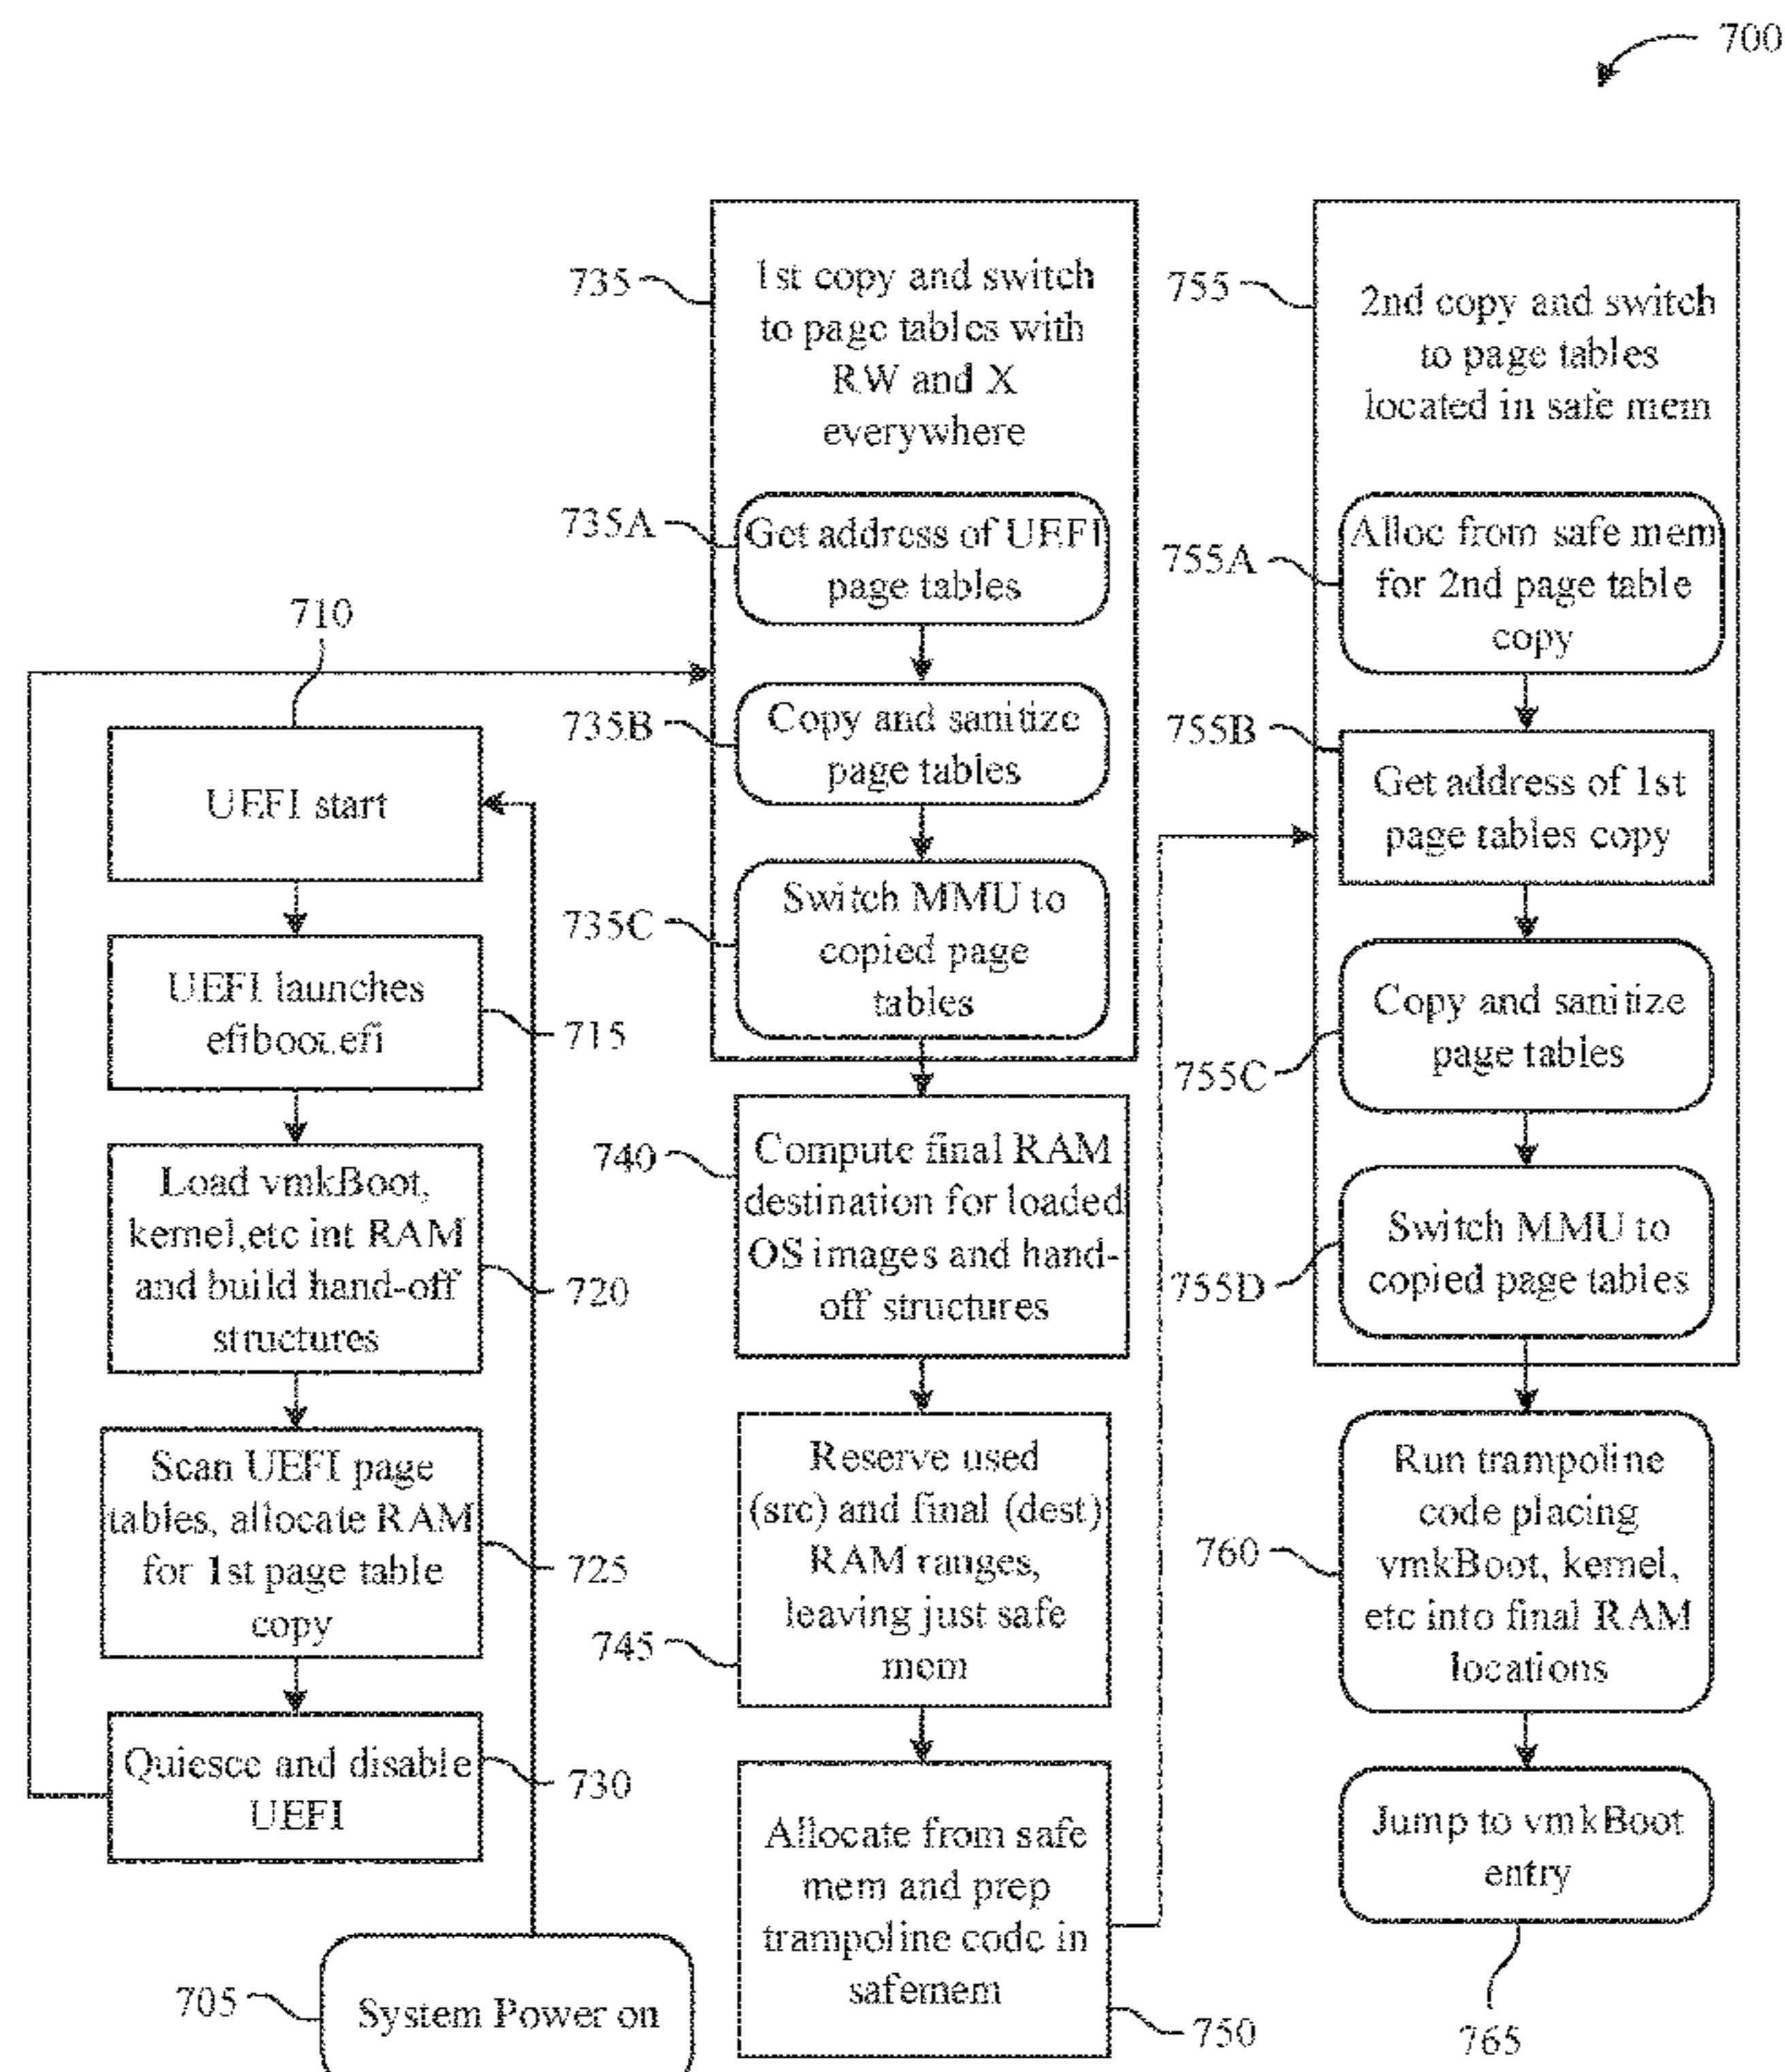 700
735
1st copy and switch
to page tables with
RW and X
everywhere
735A
Get address of UEFI
page tables
735B
Copy and sanitize
page tables
735C
Switch MMU to
copied page
tables
710
UEFI start
UEFI launches
efiboot.efi
715
Load vmkBoot,
kernel,etc int RAM
and build hand-off
structures
720
Scan UEFI page
tables, allocate RAM
for 1st page table
copy
725
Quiesce and disable
UEFI
730
705
System Power on
740
Compute final RAM
destination for loaded
OS images and hand-
off structures
745
Reserve used
(src) and final (dest)
RAM ranges,
leaving just safe
mem
Allocate from safe
mem and prep
trampoline code in
safemem
750
755
2nd copy and switch
to page tables
located in safe mem
755A
Alloc from safe mem
for 2nd page table
copy
755B
Get address of 1st
page tables copy
755C
Copy and sanitize
page tables
755D
Switch MMU to
copied page tables
760
Run trampoline
code placing
vmkBoot, kernel,
etc into final RAM
locations
Jump to vmkBoot
entry
765